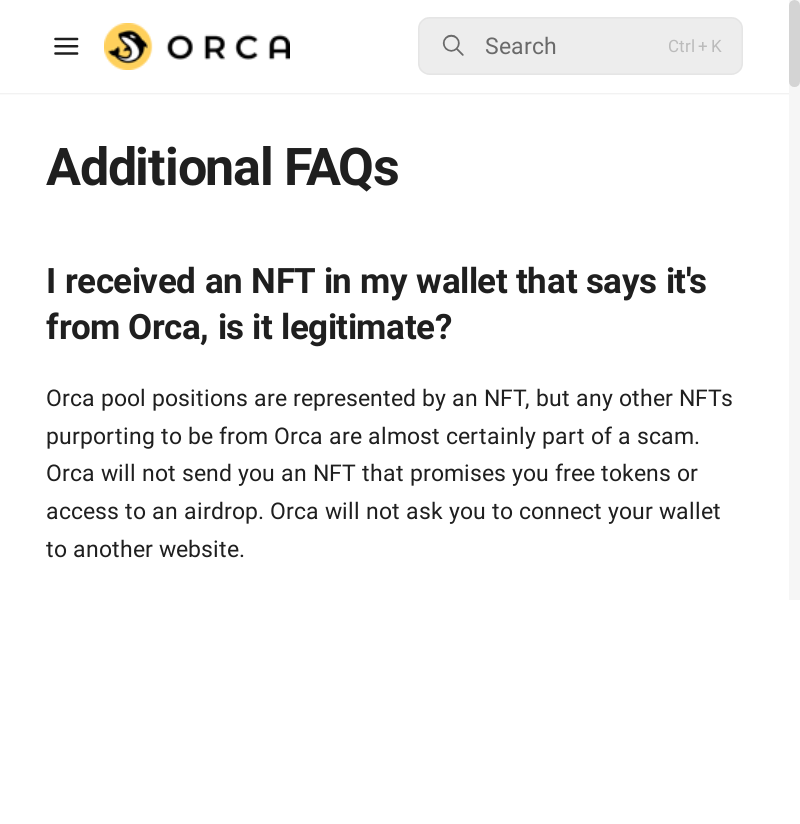 ORCA
Search
Ctrl + K
Additional FAQs
I received an NFT in my wallet that says it's
from Orca, is it legitimate?
Orca pool positions are represented by an NFT, but any other NFTs
purporting to be from Orca are almost certainly part of a scam.
Orca will not send you an NFT that promises you free tokens or
access to an airdrop. Orca will not ask you to connect your wallet
to another website.